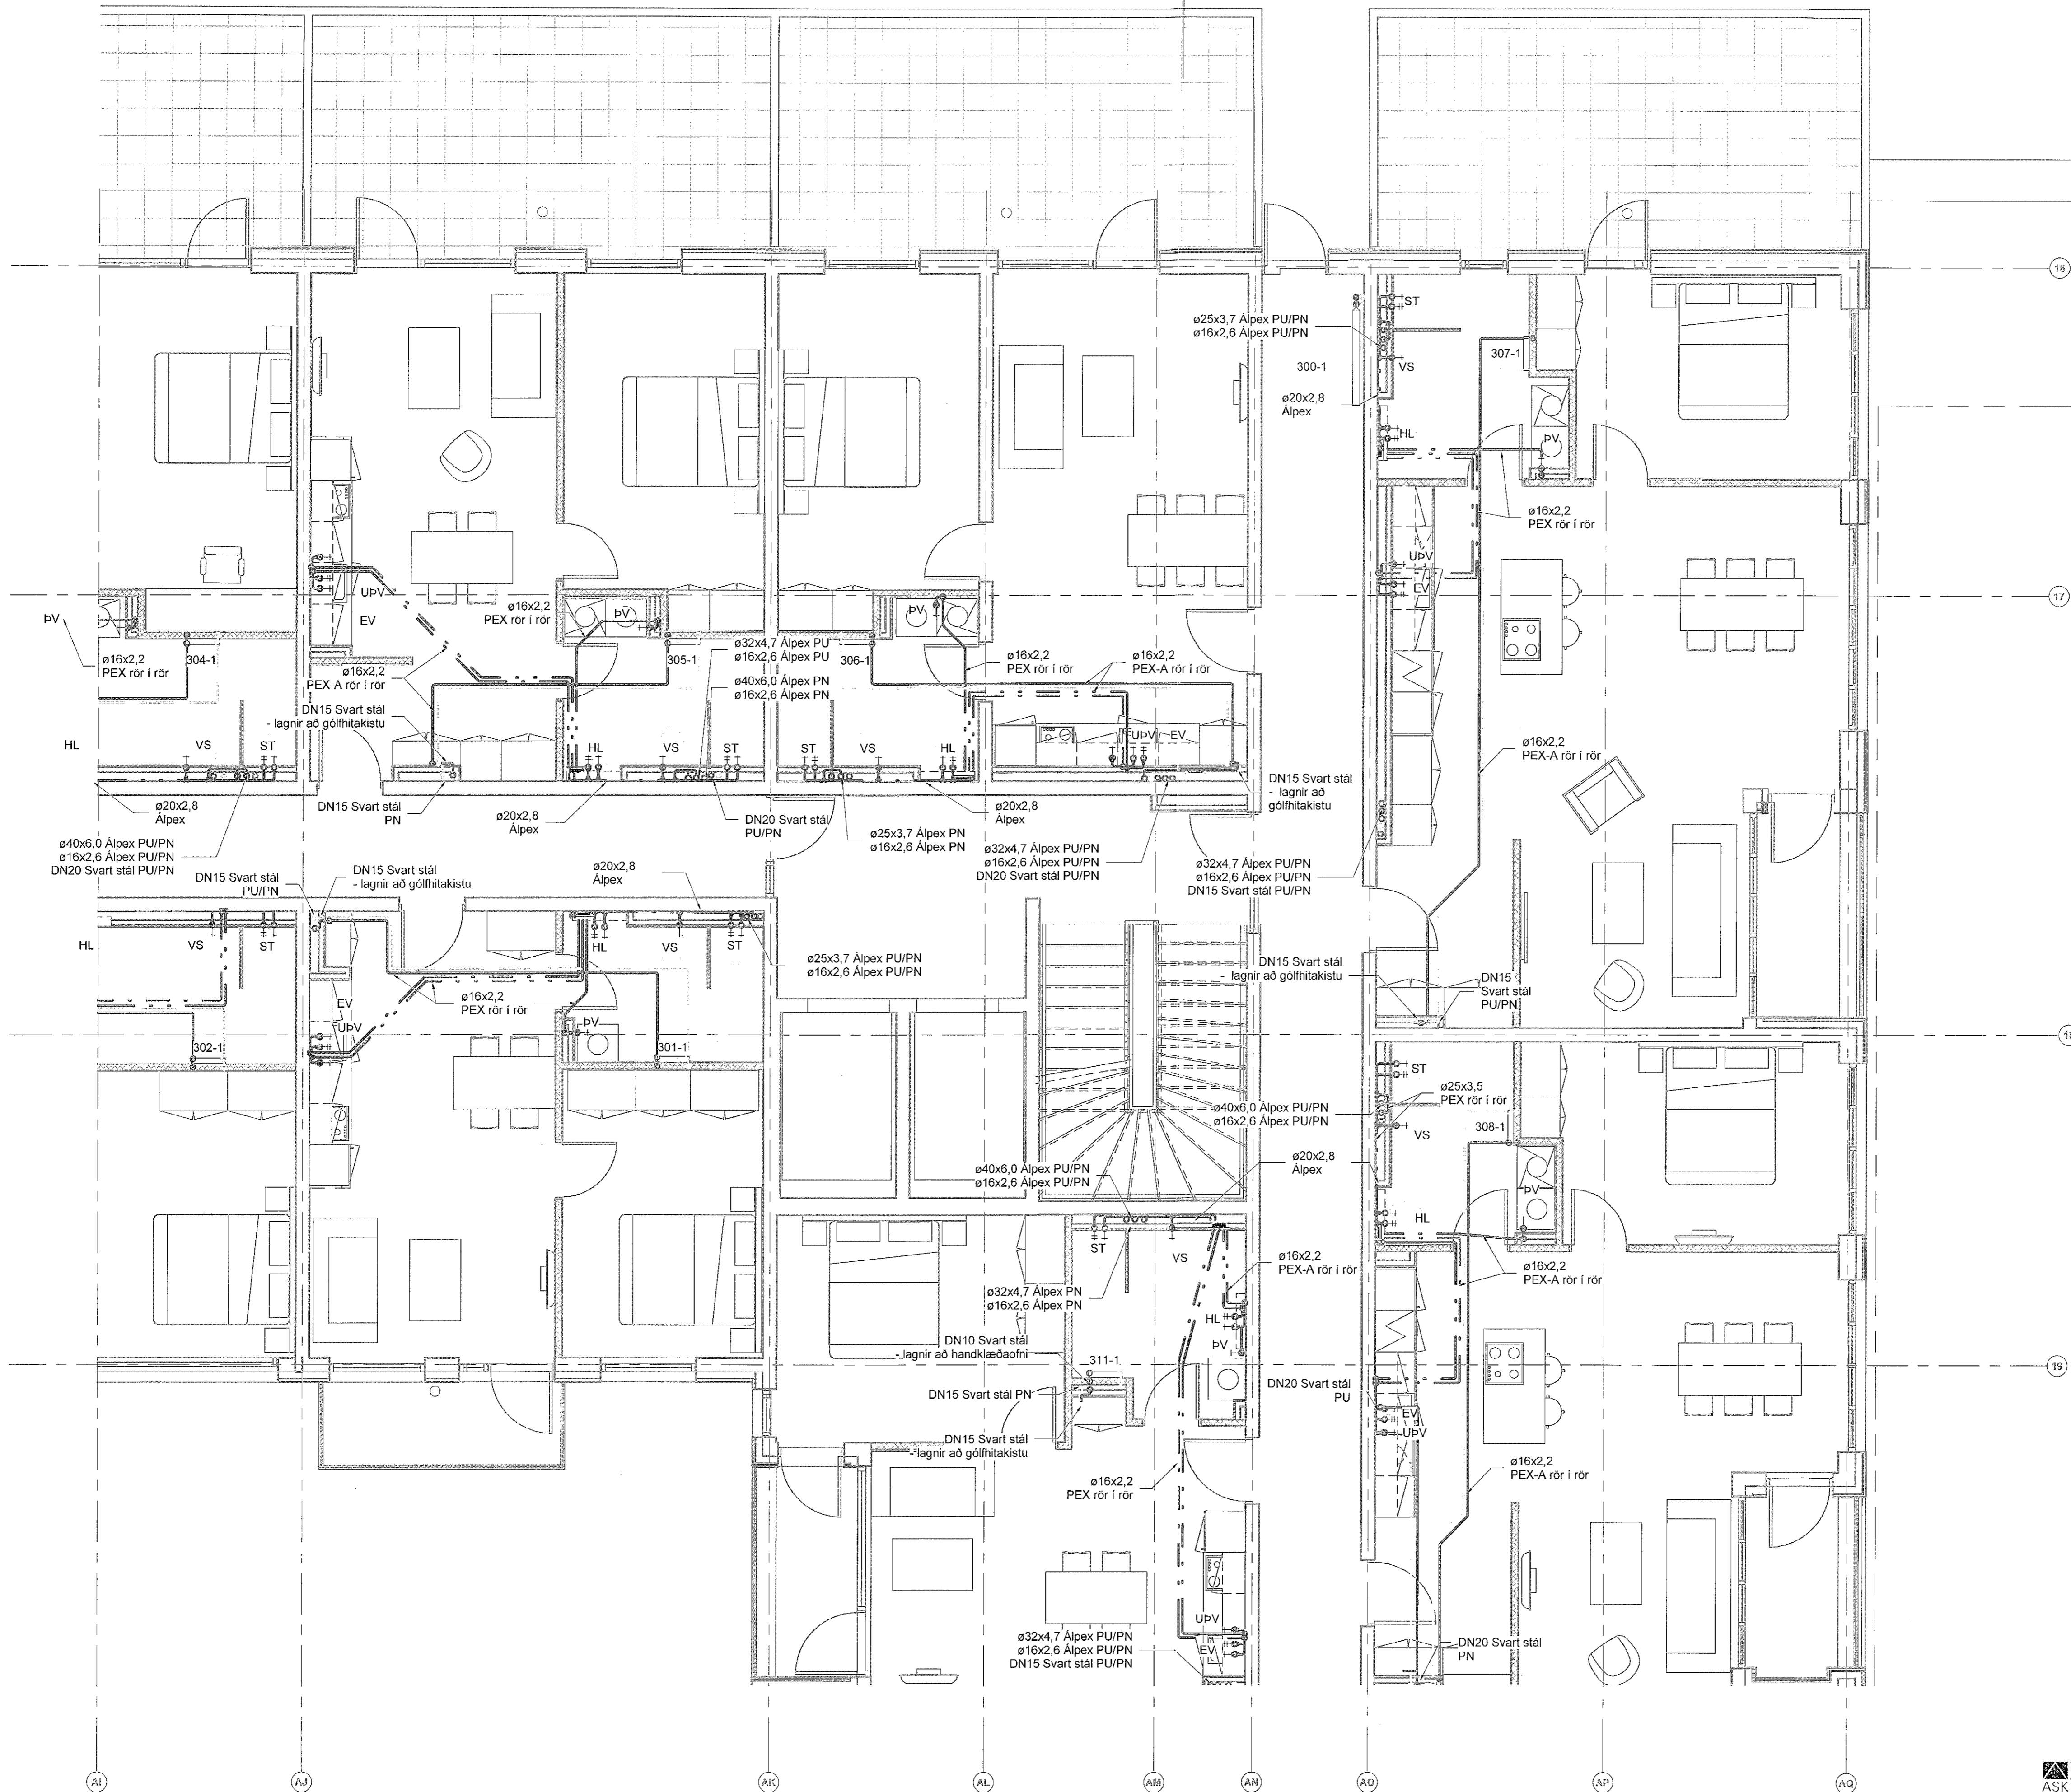 ø25x3,7 Álpex PU/PN
ø16x2,6 Álpex PU/PN
ST
16
300-1
VS
307-1
ø20x2,8
Álpex
HL
ÞV
ø16x2,2
PEX rör í rör
UÞV
EV
UÞV
EV
17
ÞV
ø16x2,2
PEX rör í rör
ÞV
ÞV
ø16x2,2
PEX rör í rör
304-1
ø16x2,2
PEX-A rör í rör
305-1
ø32x4,7 Álpex PU
ø16x2,6 Álpex PU
ø40x6,0 Álpex PN
ø16x2,6 Álpex PN
306-1
ø16x2,2
PEX rör í rör
ø16x2,2
PEX-A rör í rör
DN15 Svart stál
- lagnir að gólfhitakistu
HL
VS
ST
HL
VS
ST
ST
VS
HL
UÞV
EV
ø16x2,2
PEX-A rör í rör
DN15 Svart stál
- lagnir að
gólfhitakistu
ø20x2,8
Álpex
DN15 Svart stál
PN
ø20x2,8
Álpex
DN20 Svart stál
PU/PN
ø25x3,7 Álpex PN
ø16x2,6 Álpex PN
ø20x2,8
Álpex
ø40x6,0 Álpex PU/PN
ø16x2,6 Álpex PU/PN
DN20 Svart stál PU/PN
ø32x4,7 Álpex PU/PN
ø16x2,6 Álpex PU/PN
DN20 Svart stál PU/PN
ø32x4,7 Álpex PU/PN
ø16x2,6 Álpex PU/PN
DN15 Svart stál PU/PN
DN15 Svart stál
PU/PN
DN15 Svart stál
- lagnir að gólfhitakistu
ø20x2,8
Álpex
HL
VS
ST
HL
VS
ST
ø25x3,7 Álpex PU/PN
ø16x2,6 Álpex PU/PN
DN15 Svart stál
- lagnir að gólfhitakistu
DN15
Svart stál
PU/PN
EV
UÞV
ø16x2,2
PEX rör í rör
ÞV
302-1
301-1
18
ST
ø25x3,5
PEX rör í rör
ø40x6,0 Álpex PU/PN
ø16x2,6 Álpex PU/PN
VS
308-1
ø40x6,0 Álpex PU/PN
ø16x2,6 Álpex PU/PN
ø20x2,8
Álpex
ÞV
HL
ST
VS
ø16x2,2
PEX-A rör í rör
ø16x2,2
PEX-A rör í rör
ø32x4,7 Álpex PN
ø16x2,6 Álpex PN
HL
ÞV
DN10 Svart stál
- lagnir að handklæðaofni
311-1
19
DN15 Svart stál PN
DN20 Svart stál
PU
EV
UÞV
DN15 Svart stál
- lagnir að gólfhitakistu
ø16x2,2
PEX rör í rör
ø16x2,2
PEX-A rör í rör
UÞV
EV
ø32x4,7 Álpex PU/PN
ø16x2,6 Álpex PU/PN
DN15 Svart stál PU/PN
DN20 Svart stál
PN
AI
AJ
AK
AL
AM
AN
AO
AP
AQ
ASK